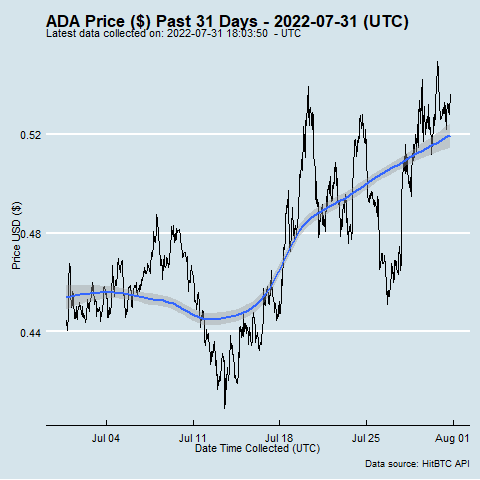 ADA Price ($) Past 31 Days - 2022-07-31 (UTC)
Latest data collected on: 2022-07-31 18:03:50 - UTC
0.52
0.48
0.44
Price USD ($)
Jul 04 Jul 11 Jul 18 Jul 25 Aug 01
Date Time Collected (UTC)
Data source: HitBTC API